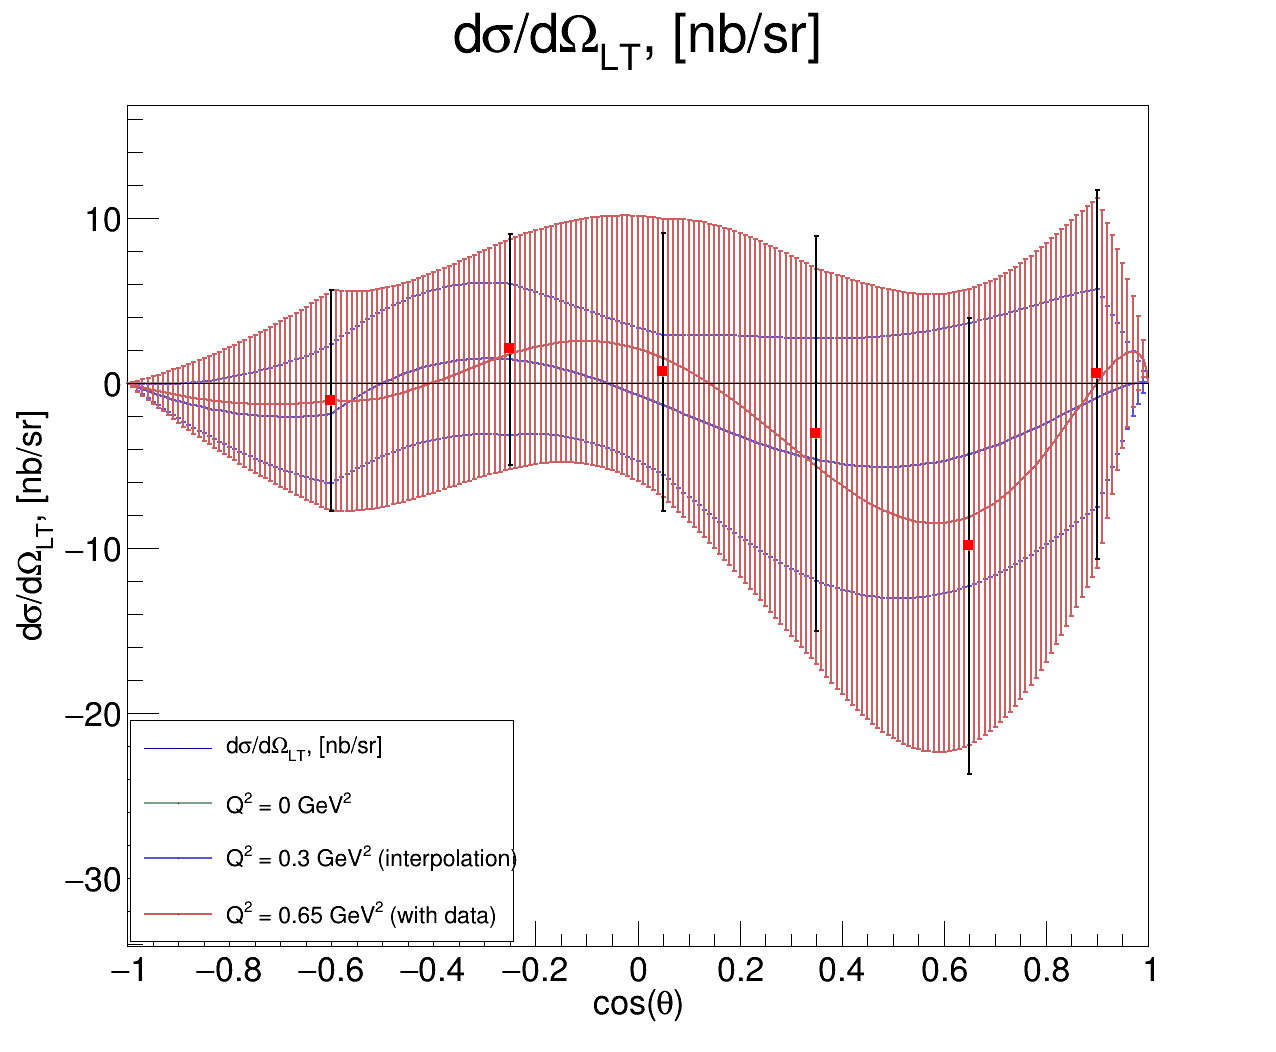 dσ/dΩLT, [nb/sr]
dσ/dΩLT, [nb/sr]
10
0
−10
−20
−30
dσ/dΩLT, [nb/sr]
Q2 = 0 GeV2
Q2 = 0.3 GeV2 (interpolation)
Q2 = 0.65 GeV2 (with data)
−1 −0.8 −0.6 −0.4 −0.2 0 0.2 0.4 0.6 0.8 1
cos(θ)